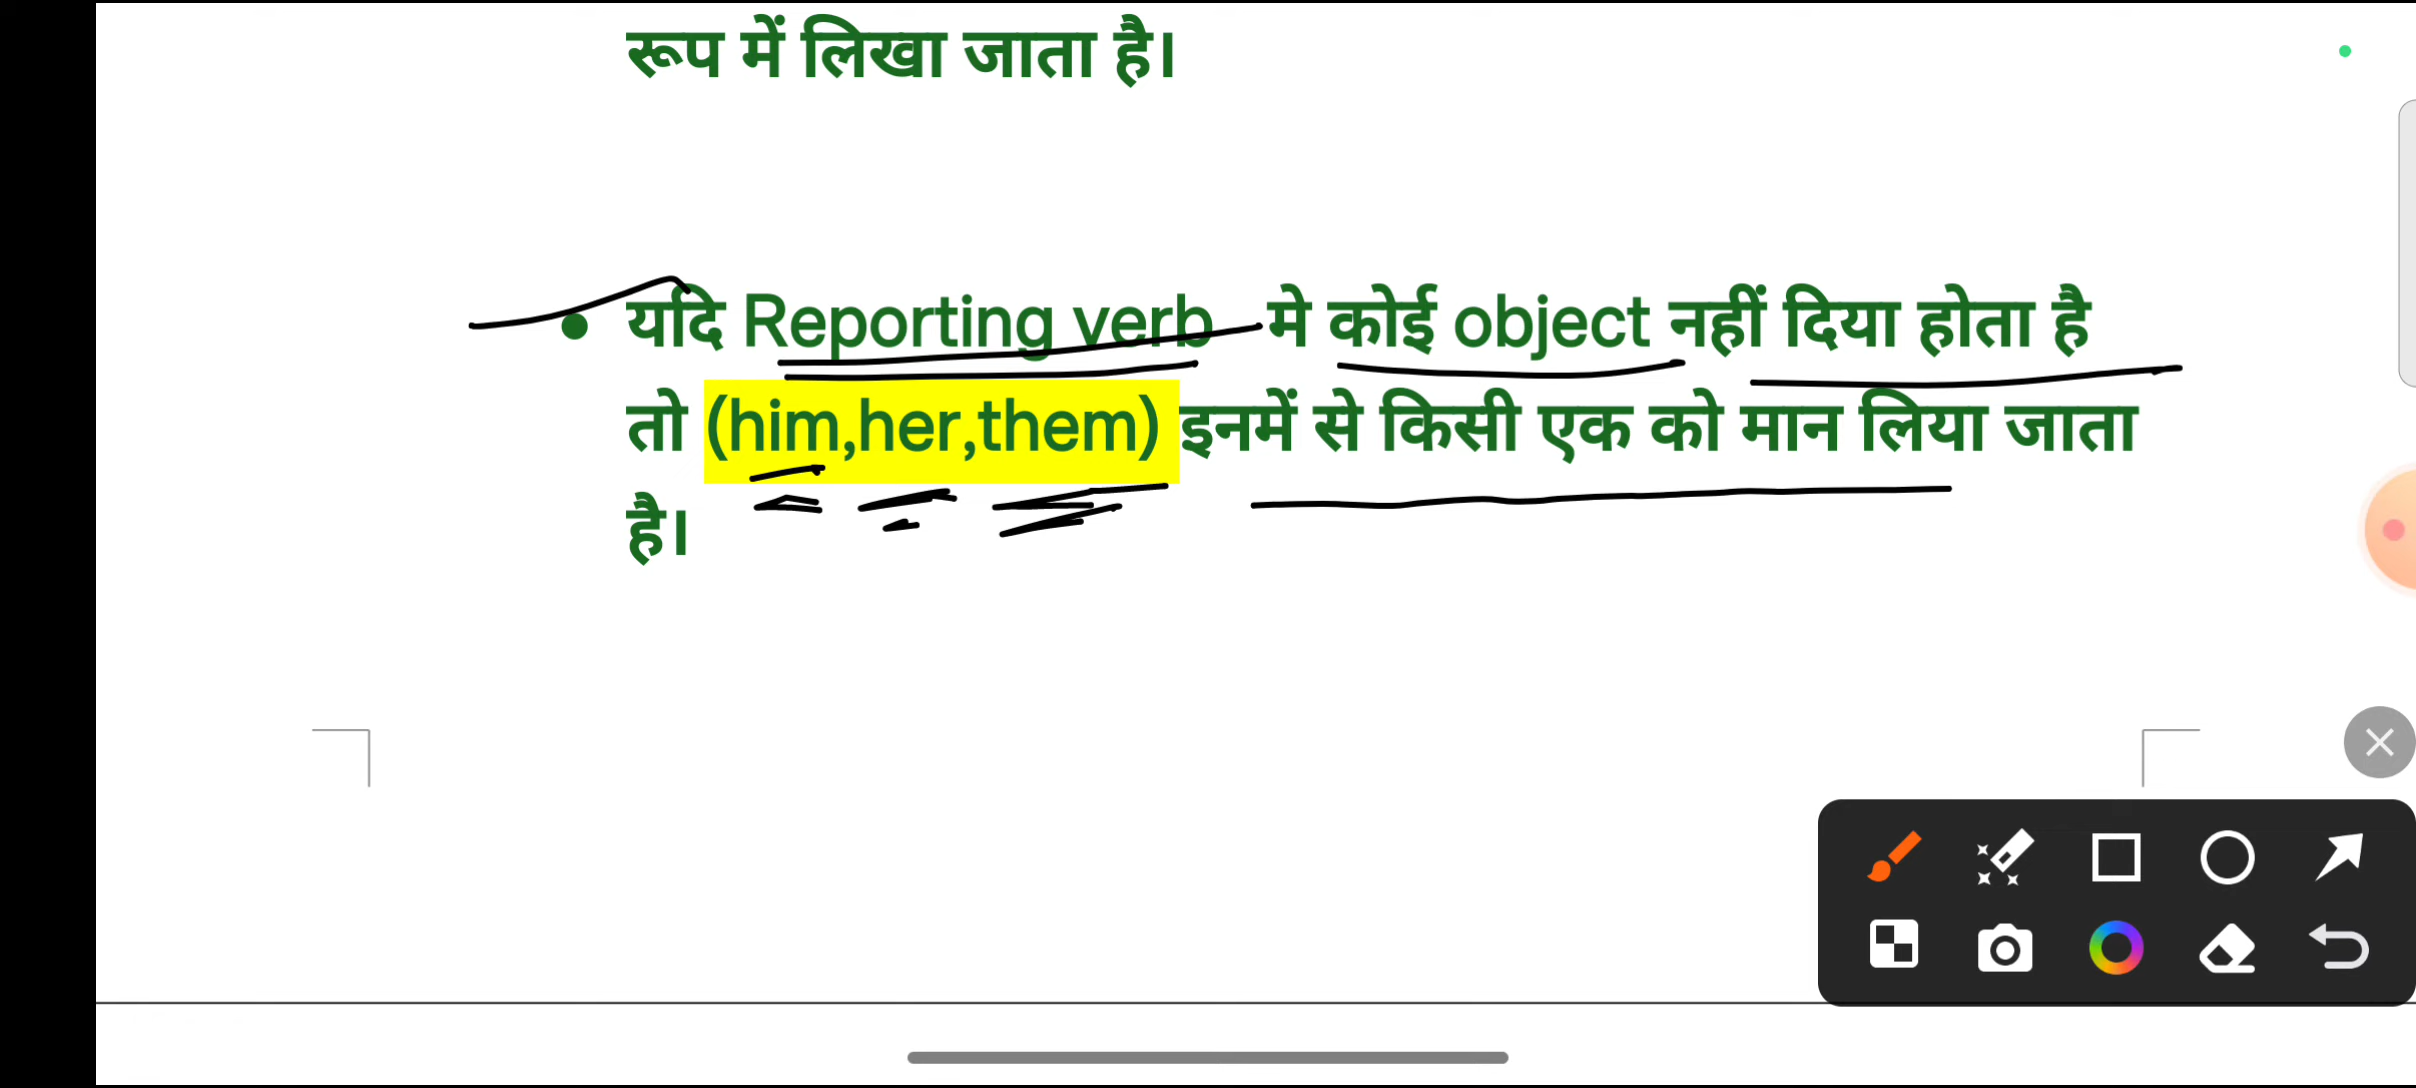 रूप में लिखा जाता है।
• यदि Reporting verb मे कोई object नहीं दिया होता है
तो (him,her,them) इनमें से किसी एक को मान लिया जाता
है।